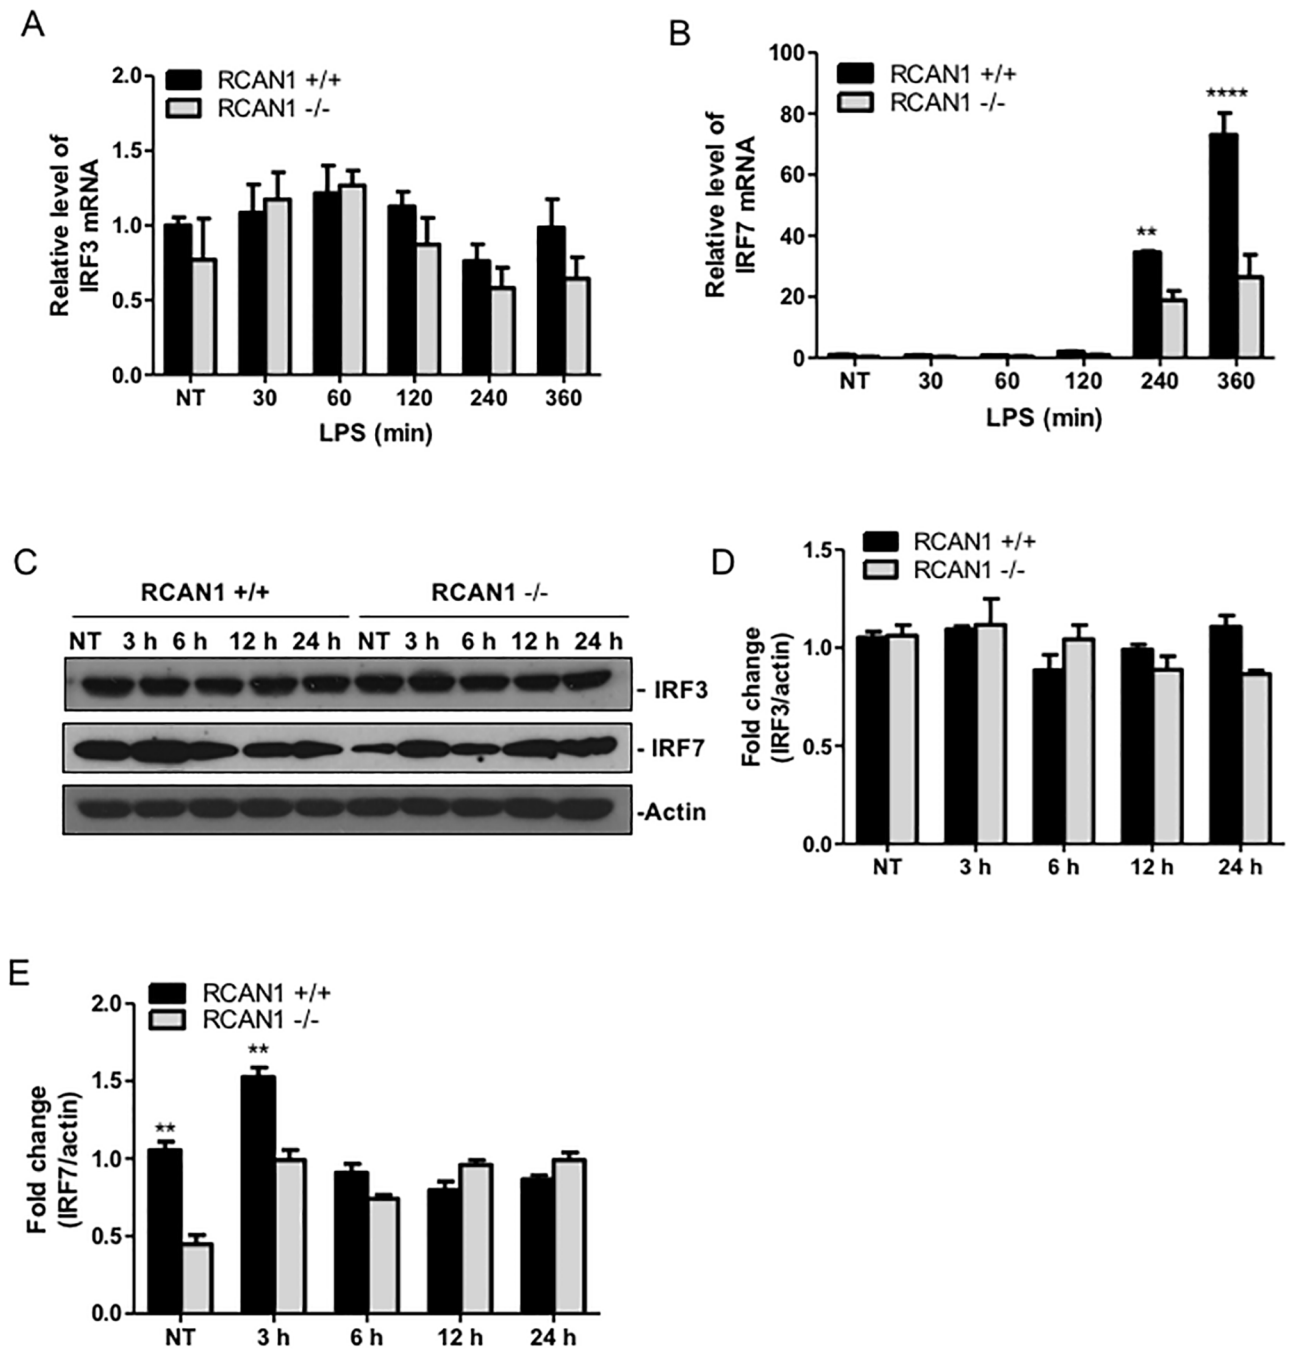 A
RCAN1 +/+
RCAN1 -/-
2.0
1.5
1.0
0.5
0.0
Relative level of
IRF3 mRNA
NT 30 60 120 240 360
LPS (min)
B
RCAN1 +/+
RCAN1 -/-
100
80
60
40
20
0
Relative level of
IRF7 mRNA
**
****
NT 30 60 120 240 360
LPS (min)
C
RCAN1 +/+ RCAN1 -/-
NT 3 h 6 h 12 h 24 h NT 3 h 6 h 12 h 24 h
- IRF3
- IRF7
-Actin
D
RCAN1 +/+
RCAN1 -/-
1.5
1.0
0.5
0.0
Fold change
(IRF3/actin)
NT 3 h 6 h 12 h 24 h
E
RCAN1 +/+
RCAN1 -/-
2.0
1.5
1.0
0.5
0.0
Fold change
(IRF7/actin)
**
**
NT 3 h 6 h 12 h 24 h